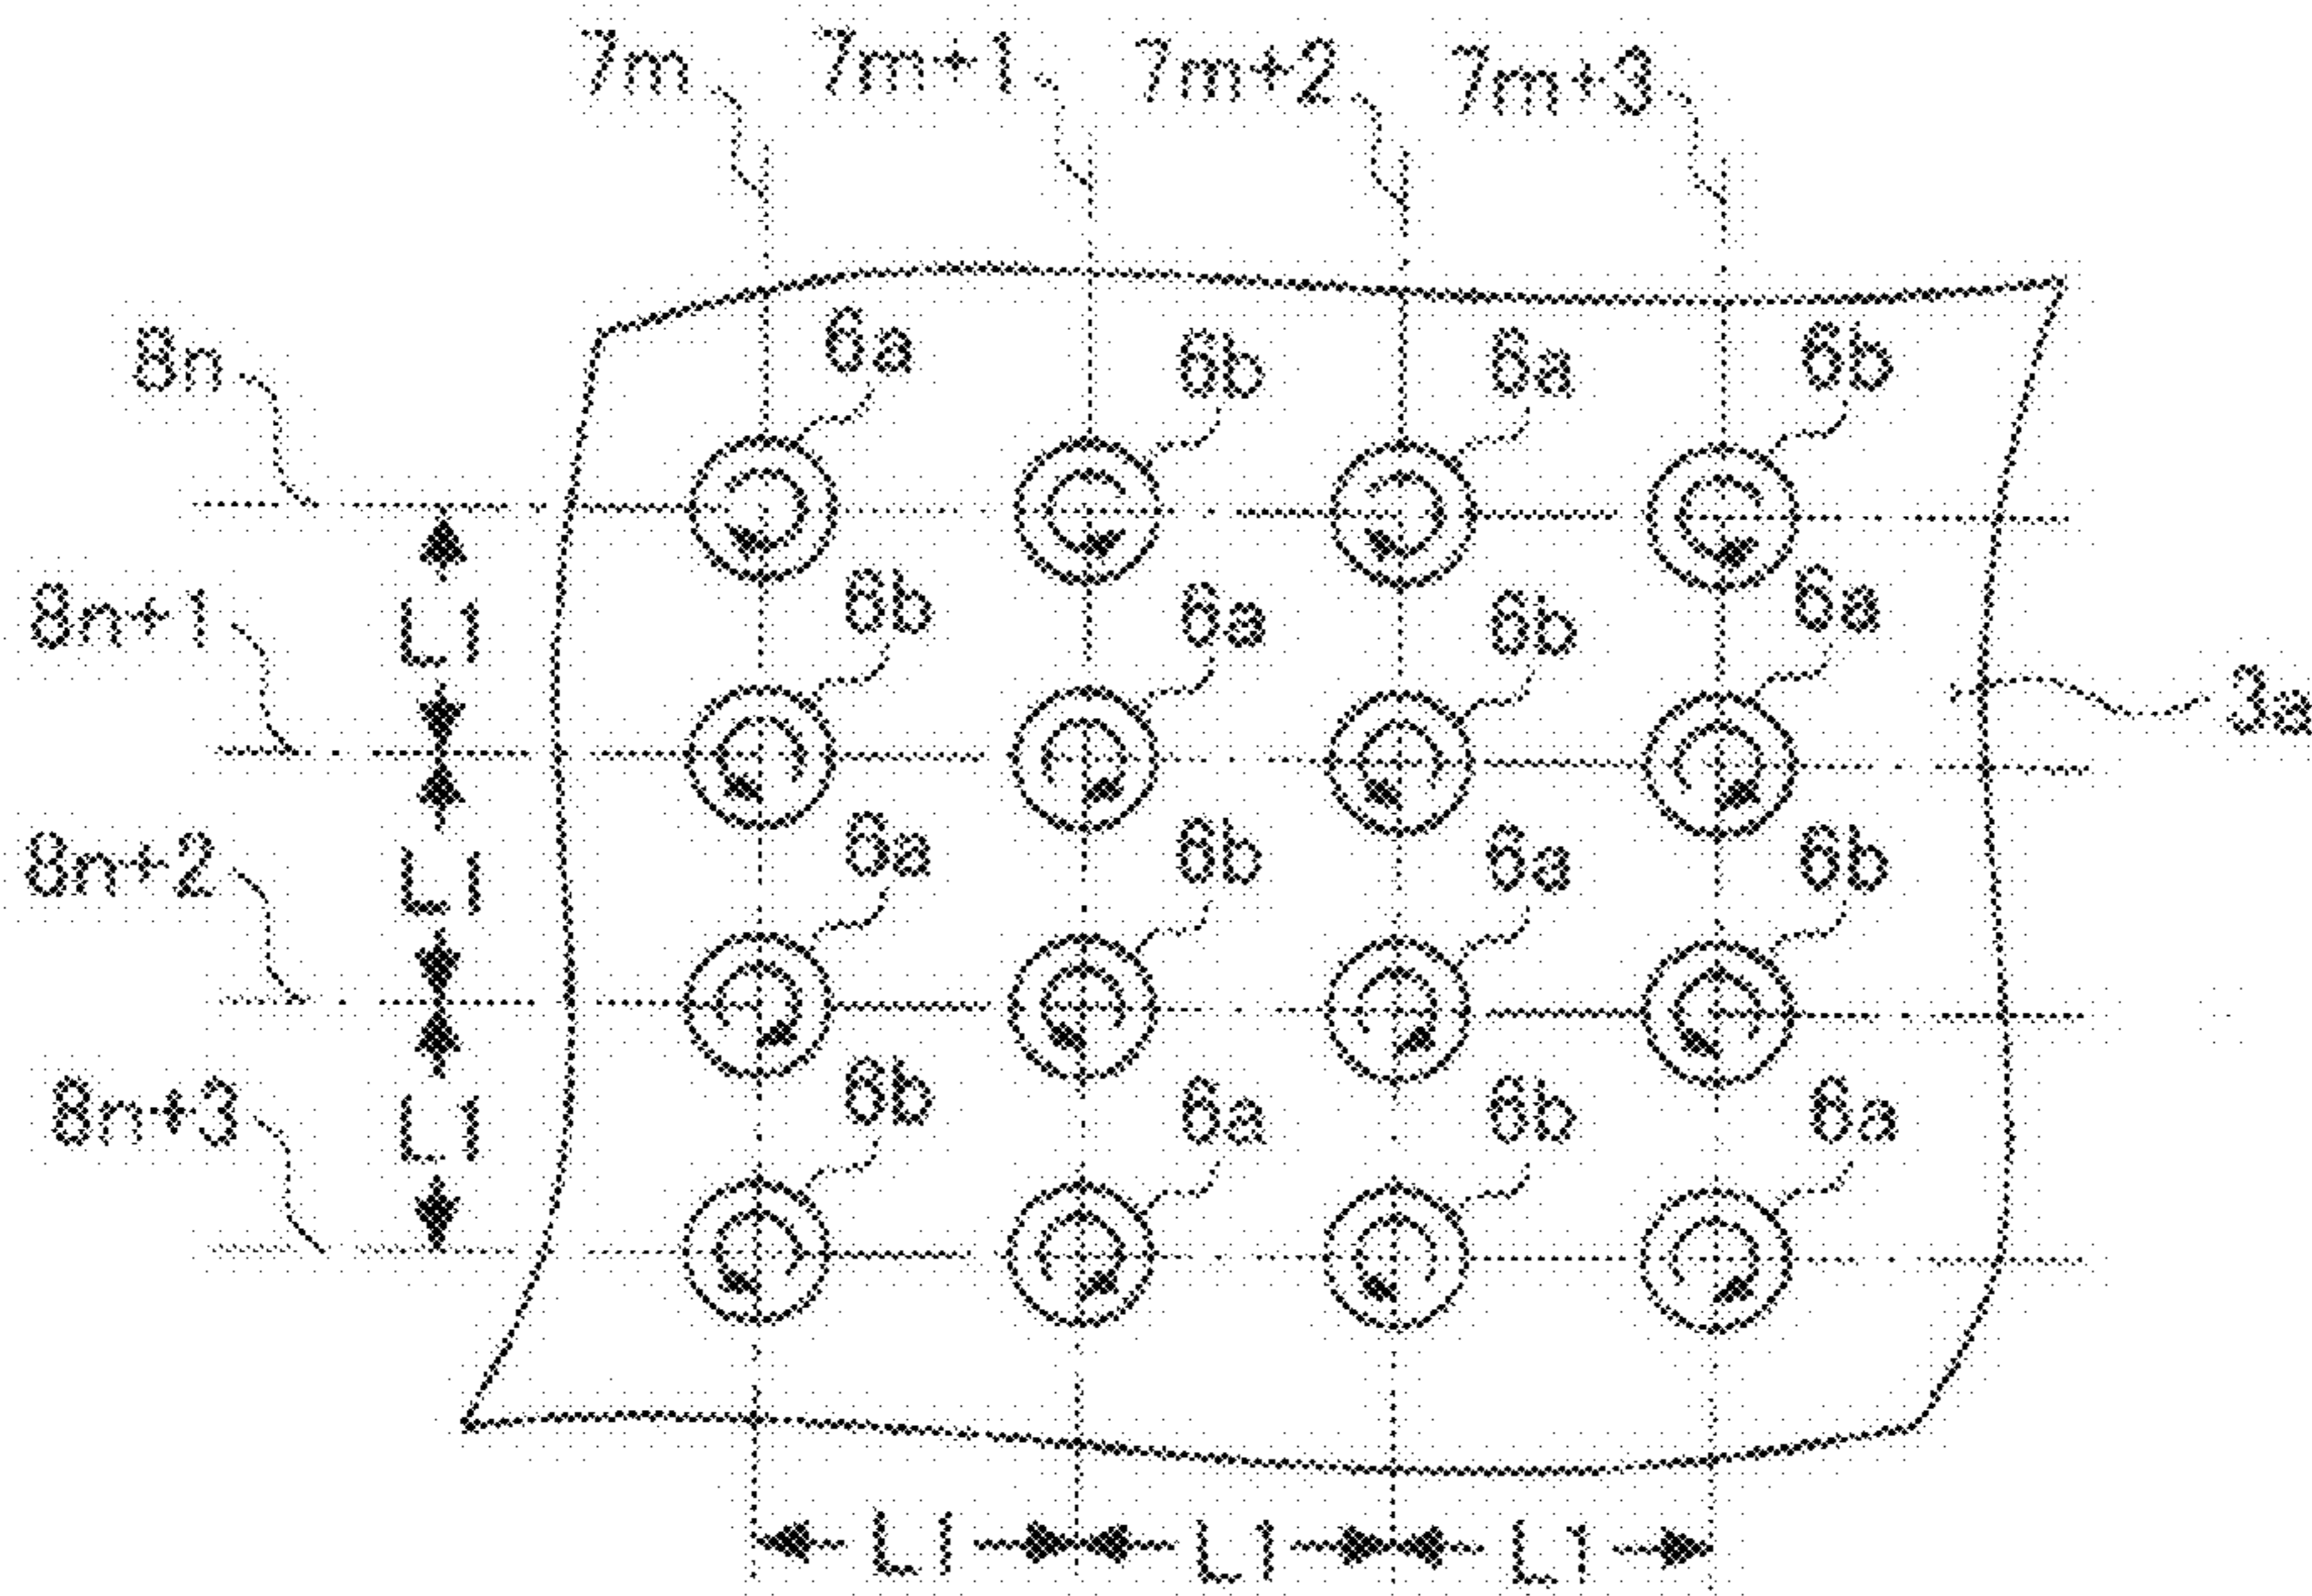 7m 7m+1 7m+2 7m+3
8n 6a 6b 6a 6b
8n+1 L1 6b 6a 6b 6a
3a
8n+2 L1 6a 6b 6a 6b
8n+3 L1 6b 6a 6b 6a
L1 L1 L1